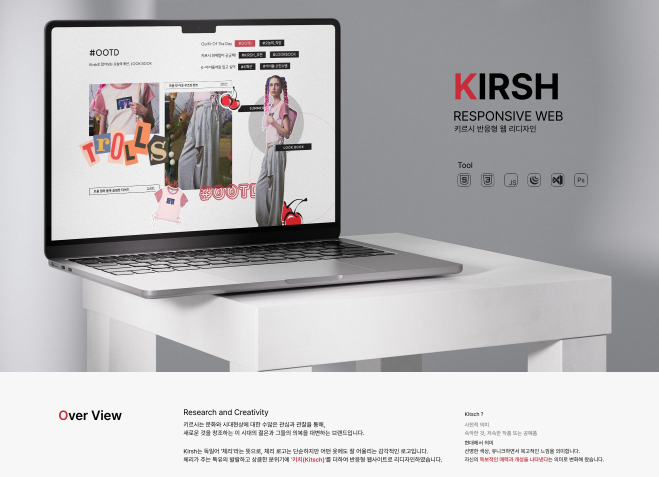 #OOTD
Outfit Of The Day
LOOK BOOK
TROLLS
#OOTD
KIRSH
RESPONSIVE WEB
키르시 반응형 웹 리디자인
Tool
5
3
JS
Ps
Over View
Research and Creativity
키르시는 문화와 시대현상에 대한 수많은 관심과 관찰을 통해,
새로운 것을 창조하는 이 시대의 젊은과 그들의 의복을 대변하는 브랜드입니다.
Kirsh는 독일어 '체리'라는 뜻으로, 체리 로고는 단순하지만 어떤 옷에도 잘 어울리는 감각적인 로고입니다.
체리가 주는 특유의 발랄하고 상큼한 분위기에 '키치(Kitsch)'를 더하여 반응형 웹사이트로 리디자인하였습니다.
Kitsch ?
사전적 의미
속악한 것, 저속한 작품 또는 공예품
현대에서 의미
선명한 색상, 유니크하면서 복고적인 느낌을 의미합니다.
자신의 독보적인 매력과 개성을 나타낸다는 의미로 변화해 왔습니다.